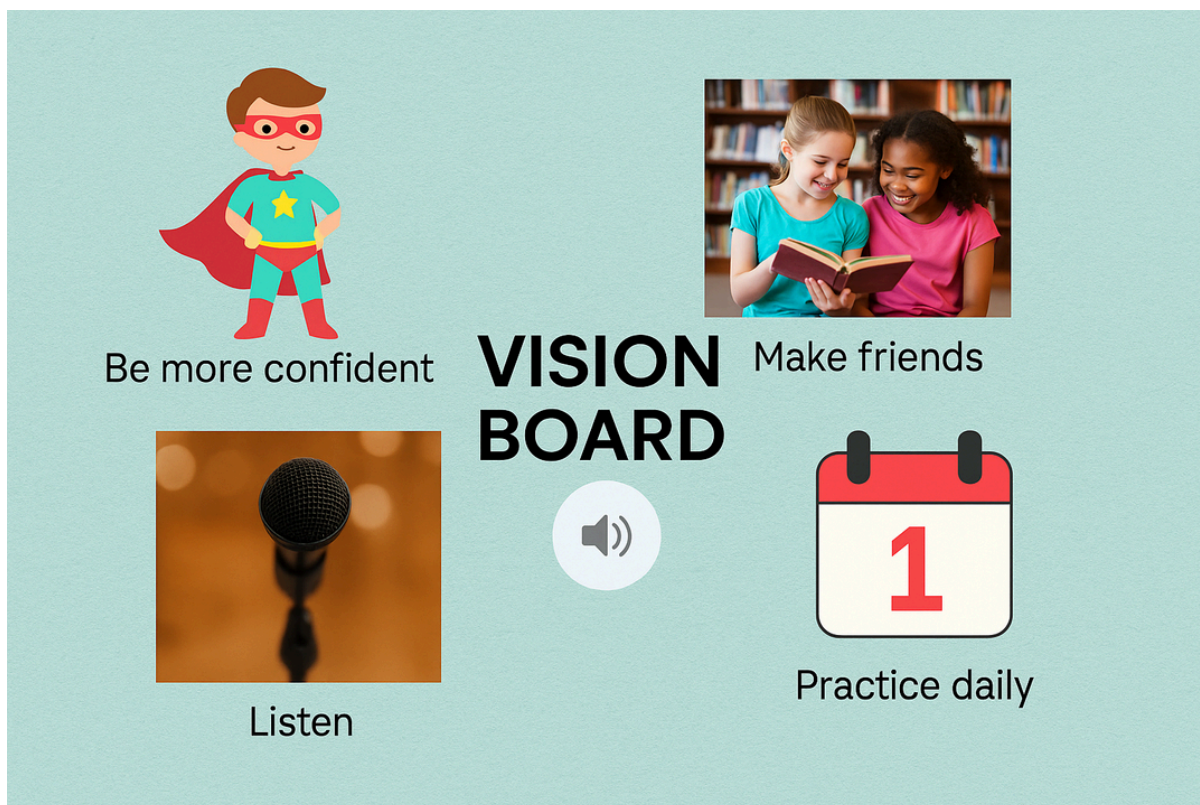 Be more confident
Make friends
VISION
BOARD
1
Listen
Practice daily